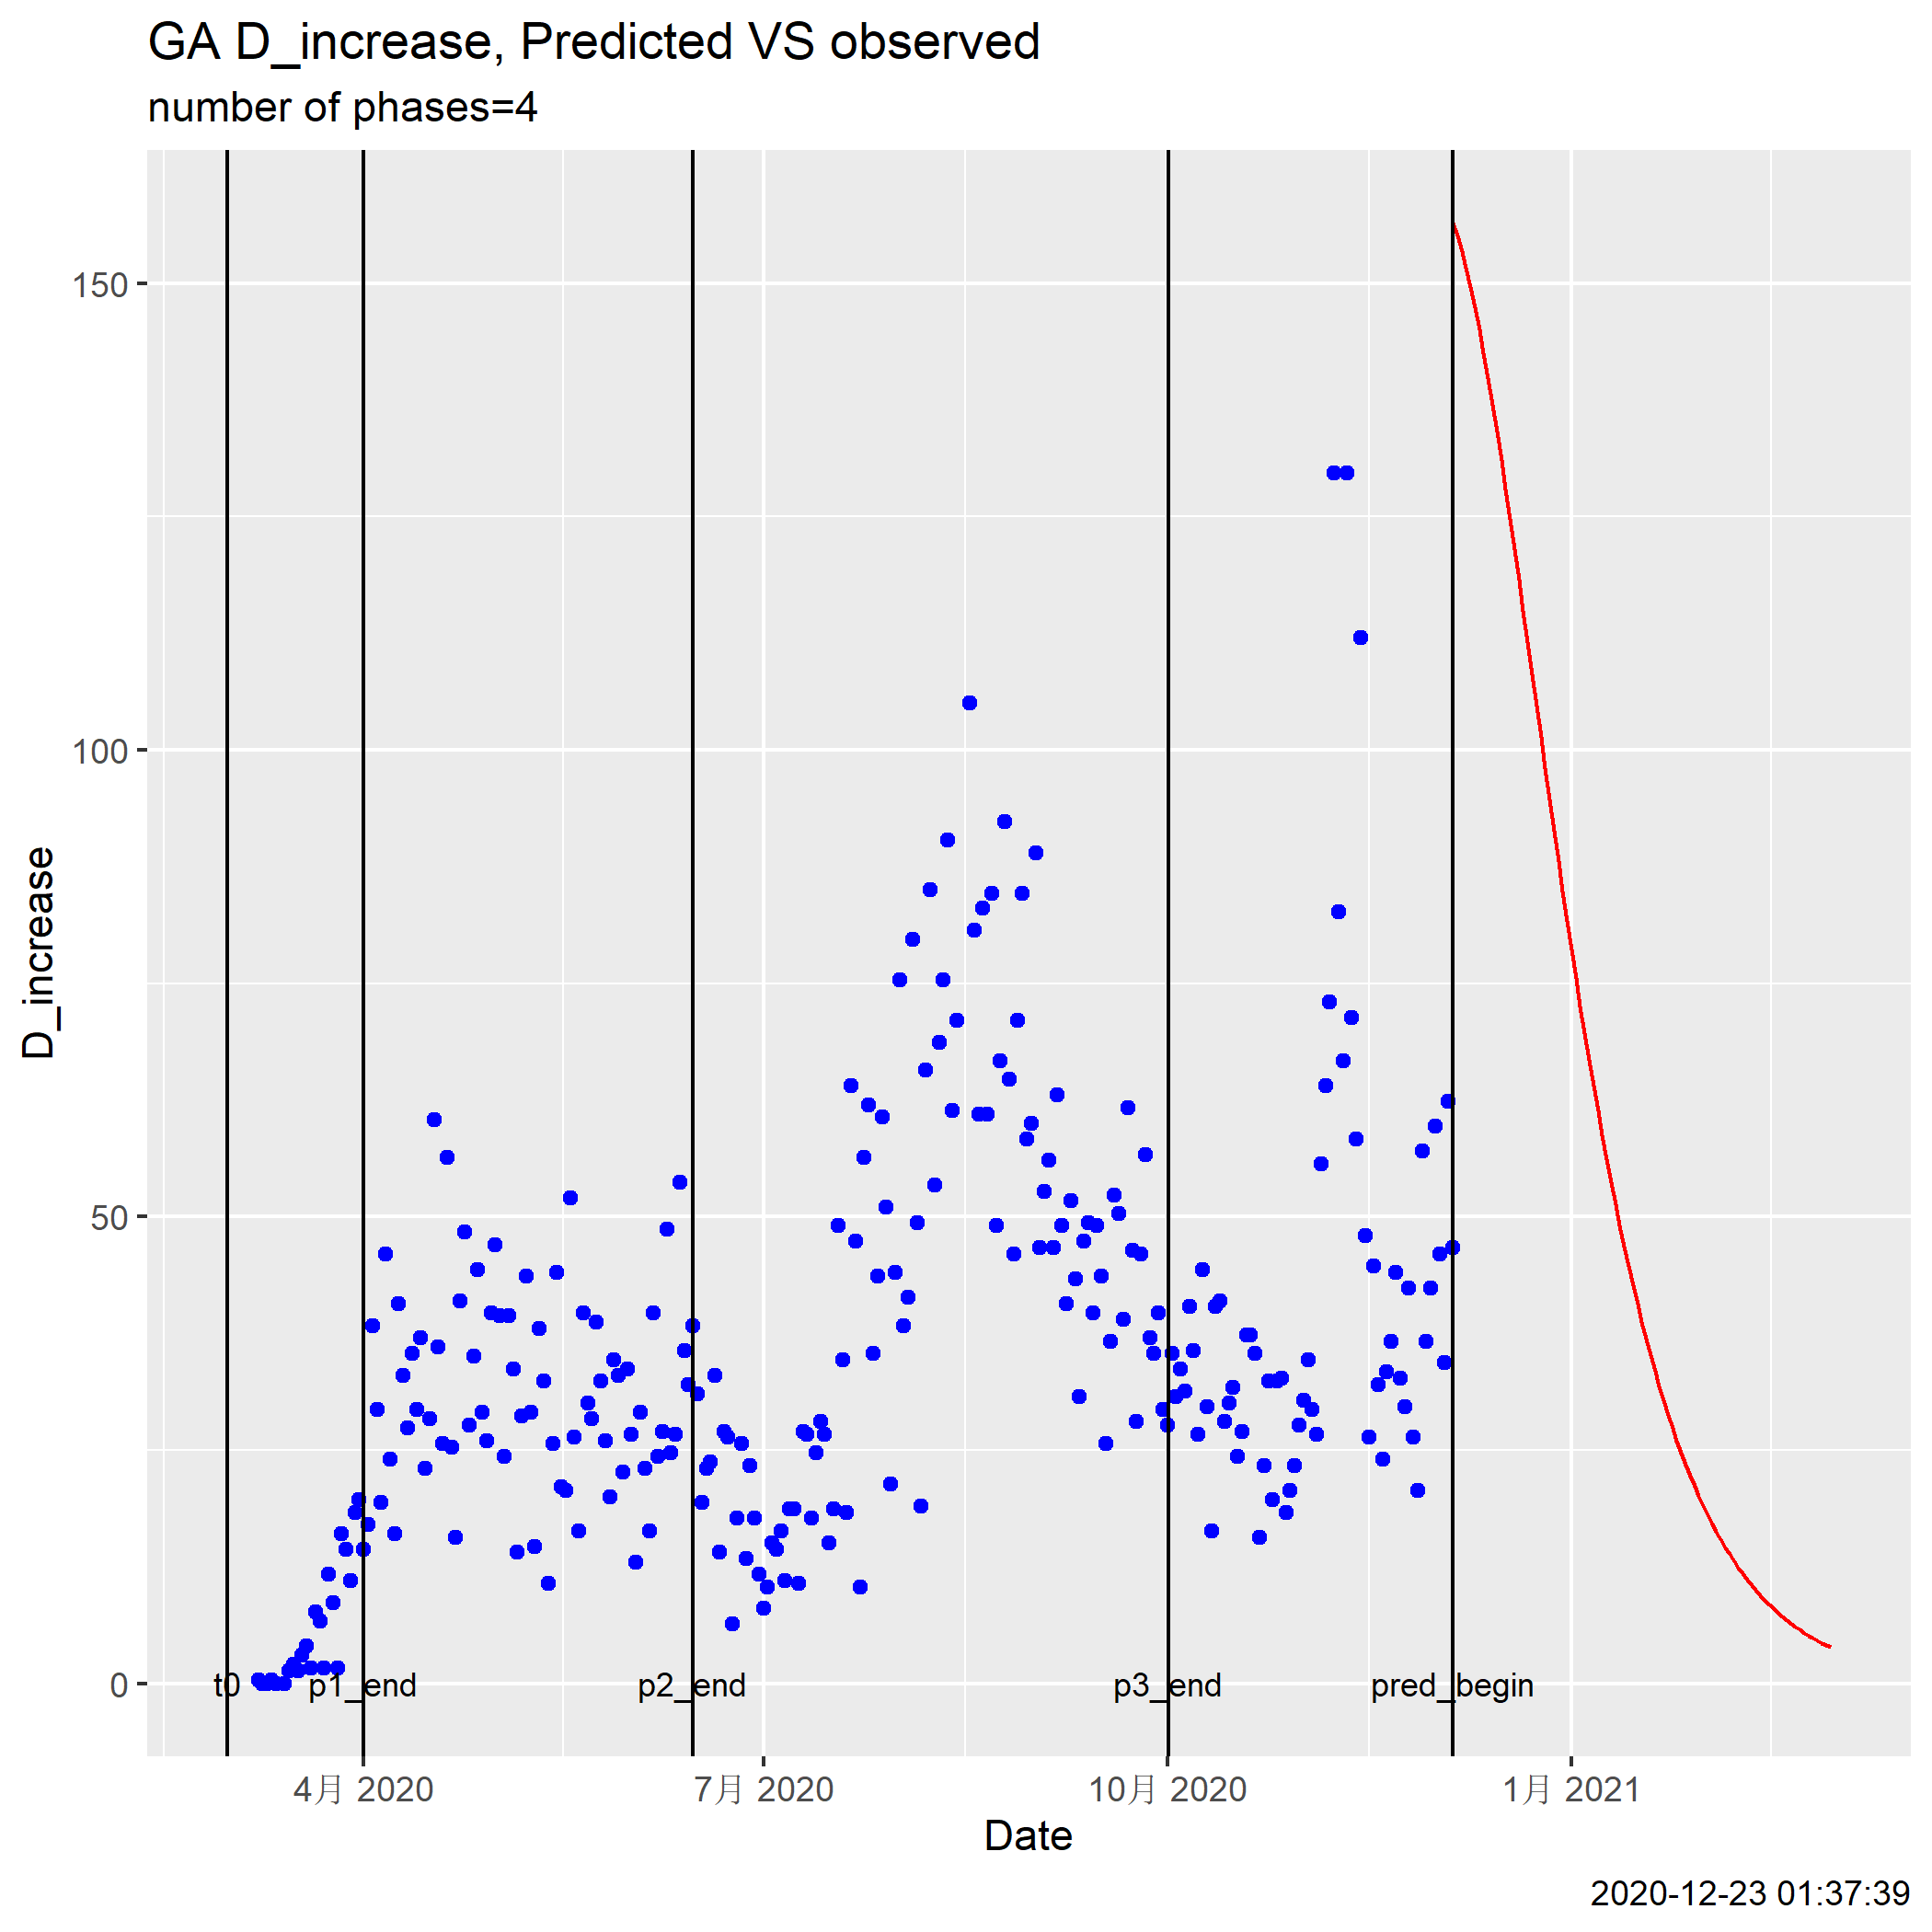 GA D_increase, Predicted VS observed
number of phases=4
D_increase
150
100
50
0
t0 p1_end p2_end p3_end pred_begin
4月 2020 7月 2020 10月 2020 1月 2021
Date
2020-12-23 01:37:39